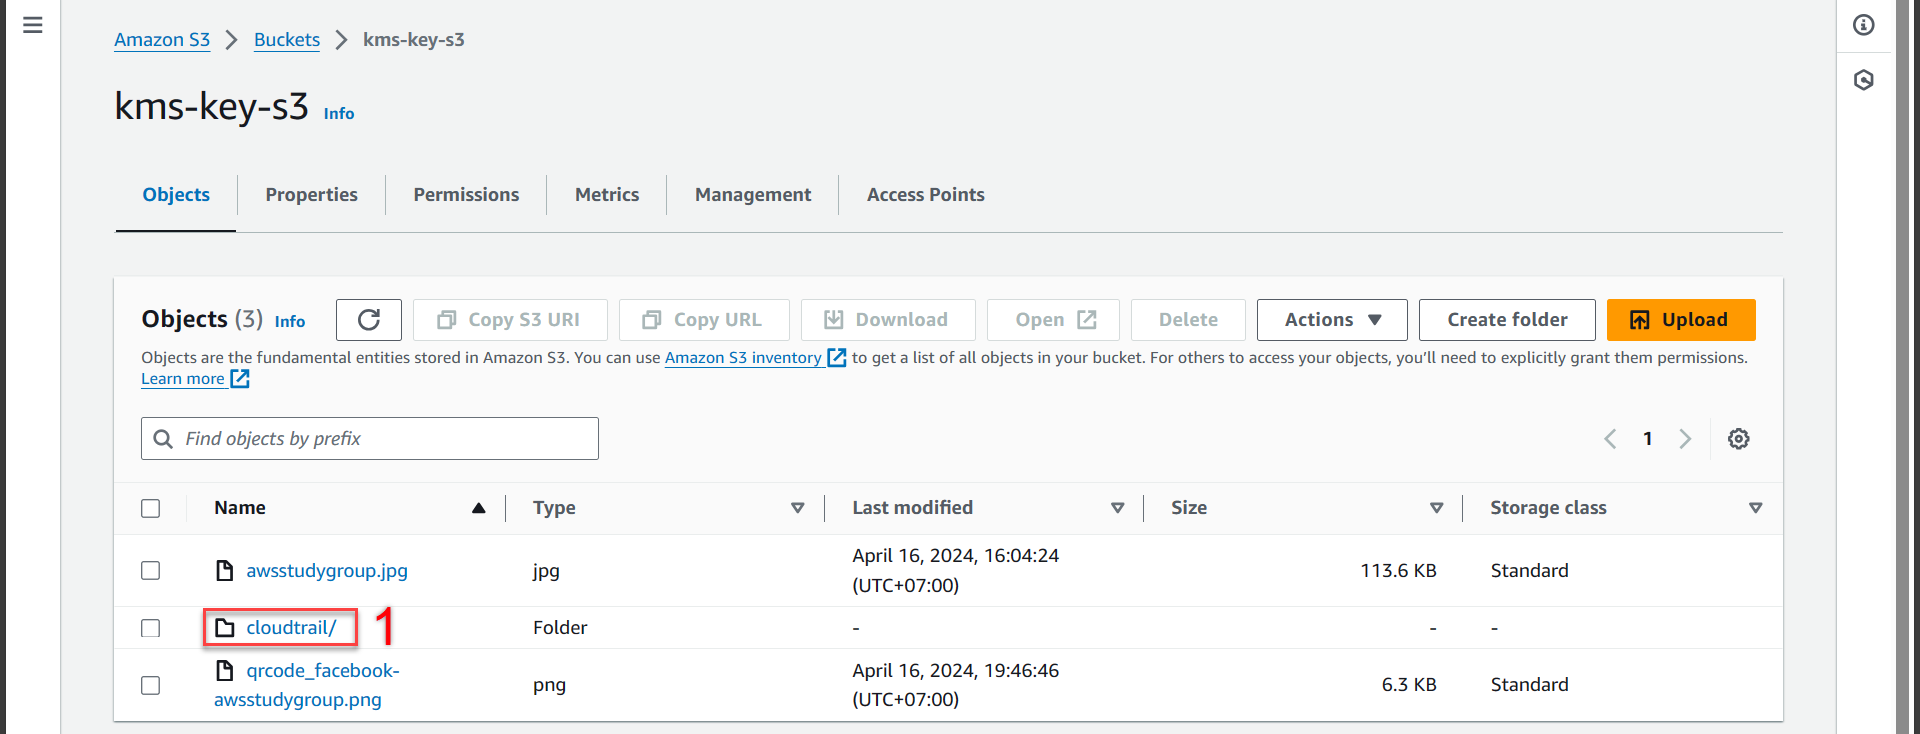 Amazon S3 > Buckets > kms-key-s3
kms-key-s3 Info
Objects Properties Permissions Metrics Management Access Points
Objects (3) Info Copy S3 URI Copy URL Download Open Delete Actions Create folder Upload
Objects are the fundamental entities stored in Amazon S3. You can use Amazon S3 inventory to get a list of all objects in your bucket. For others to access your objects, you'll need to explicitly grant them permissions.
Learn more
Find objects by prefix 1
Name Type Last modified Size Storage class
awsstudygroup.jpg jpg April 16, 2024, 16:04:24 113.6 KB Standard
(UTC+07:00)
cloudtrail/ 1 Folder - - -
qrcode_facebook- png April 16, 2024, 19:46:46 6.3 KB Standard
awsstudygroup.png (UTC+07:00)